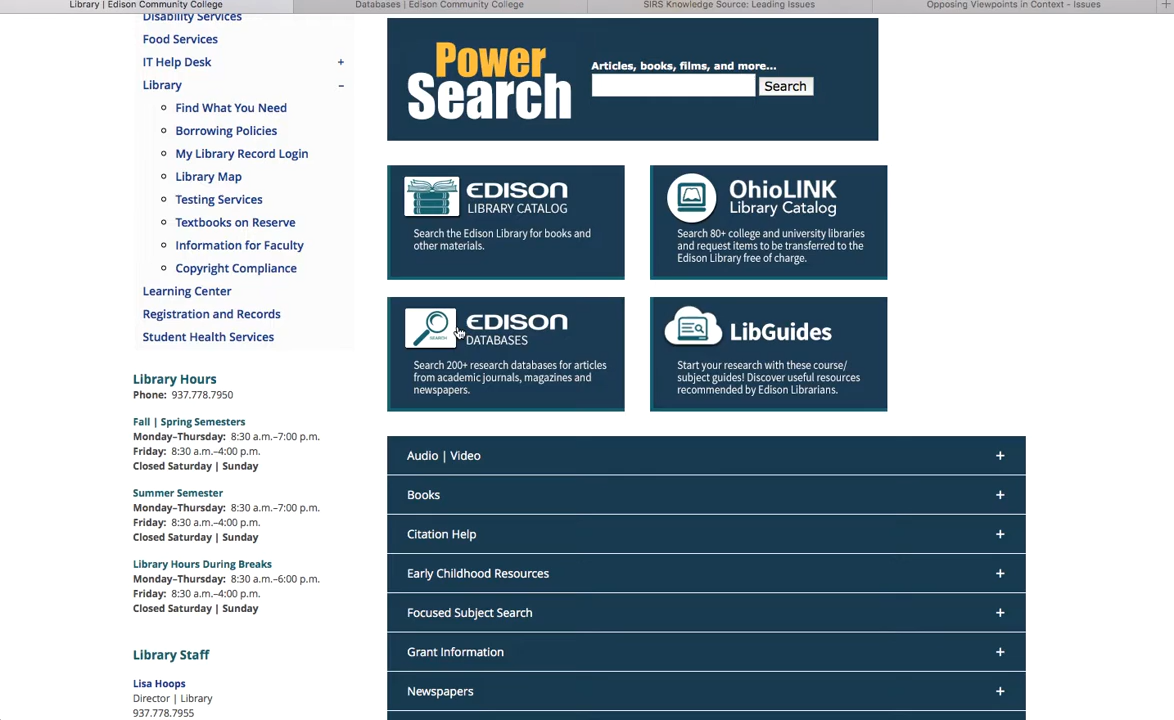 Library | Edison Community College
Databases | Edison Community College
SIRS Knowledge Source: Leading Issues
Opposing Viewpoints in Context - Issues
+
Disability Services
Food Services
IT Help Desk +
Library –
Find What You Need
Borrowing Policies
My Library Record Login
Library Map
Testing Services
Textbooks on Reserve
Information for Faculty
Copyright Compliance
Learning Center
Registration and Records
Student Health Services
Library Hours
Phone: 937.778.7950
Fall | Spring Semesters
Monday–Thursday: 8:30 a.m.–7:00 p.m.
Friday: 8:30 a.m.–4:00 p.m.
Closed Saturday | Sunday
Summer Semester
Monday–Thursday: 8:30 a.m.–7:00 p.m.
Friday: 8:30 a.m.–4:00 p.m.
Closed Saturday | Sunday
Library Hours During Breaks
Monday–Thursday: 8:30 a.m.–6:00 p.m.
Friday: 8:30 a.m.–4:00 p.m.
Closed Saturday | Sunday
Library Staff
Lisa Hoops
Director | Library
937.778.7955
Power
Search
Articles, books, films, and more...
Search
EDISON
LIBRARY CATALOG
Search the Edison Library for books and
other materials.
OhioLINK
Library Catalog
Search 80+ college and university libraries
and request items to be transferred to the
Edison Library free of charge.
SEARCH
EDISON
DATABASES
Search 200+ research databases for articles
from academic journals, magazines and
newspapers.
LibGuides
Start your research with these course/
subject guides! Discover useful resources
recommended by Edison Librarians.
Audio | Video +
Books +
Citation Help +
Early Childhood Resources +
Focused Subject Search +
Grant Information +
Newspapers +